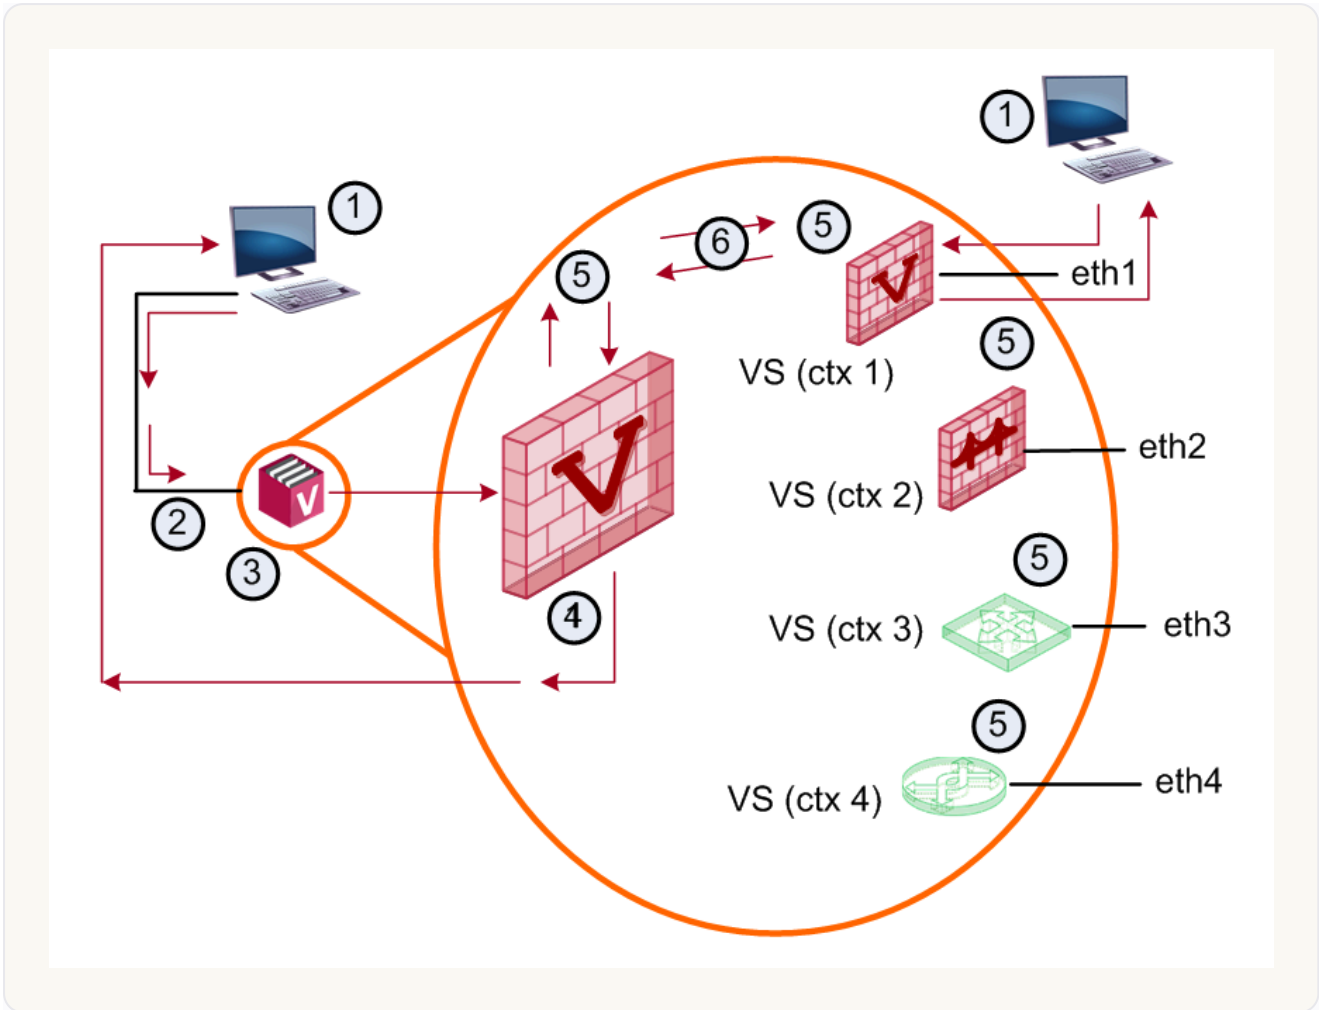 1
1
5
6
5
eth1
5
VS (ctx 1)
eth2
VS (ctx 2)
V
2
5
3
4
VS (ctx 3)
eth3
5
VS (ctx 4)
eth4